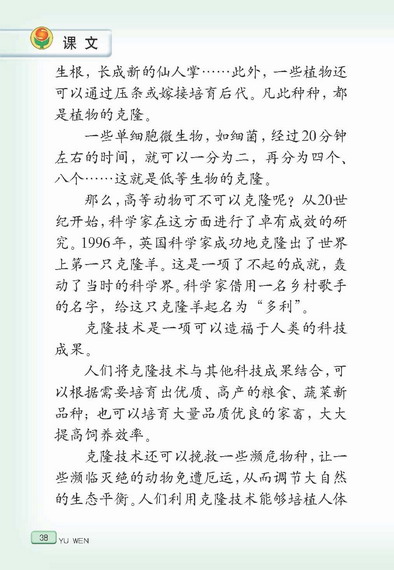 课 文
生根，长成新的仙人掌……此外，一些植物还
可以通过压条或嫁接培育后代。凡此种种，都
是植物的克隆。
一些单细胞微生物，如细菌，经过20分钟
左右的时间，就可以一分为二，再分为四个、
八个……这就是低等生物的克隆。
那么，高等动物可不可以克隆呢？从20世
纪开始，科学家在这方面进行了卓有成效的研
究。1996年，英国科学家成功地克隆出了世界
上第一只克隆羊。这是一项了不起的成就，轰
动了当时的科学界。科学家借用一名乡村歌手
的名字，给这只克隆羊起名为“多利”。
克隆技术是一项可以造福于人类的科技
成果。
人们将克隆技术与其他科技成果结合，可
以根据需要培育出优质、高产的粮食、蔬菜新
品种；也可以培育大量品质优良的家畜，大大
提高饲养效率。
克隆技术还可以挽救一些濒危物种，让一
些濒临灭绝的动物免遭厄运，从而调节大自然
的生态平衡。人们利用克隆技术能够培植人体
38 YU WEN